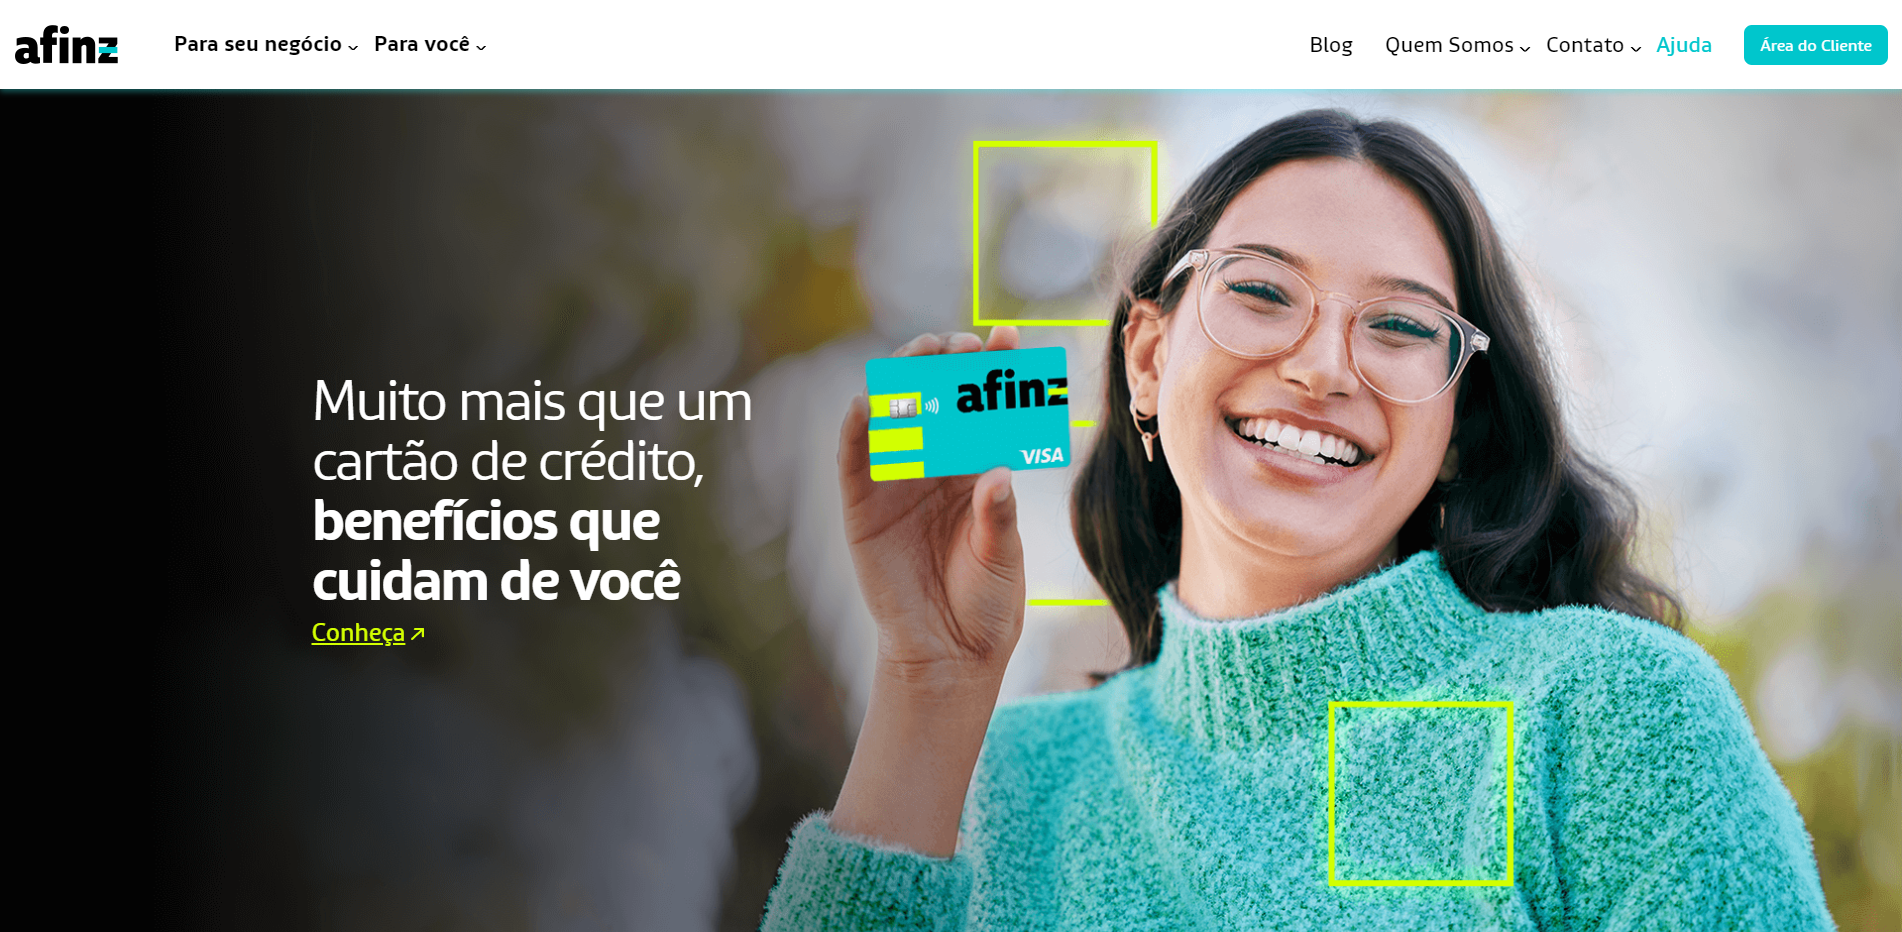 afinz
Para seu negócio
Para você
Blog
Quem Somos
Contato
Ajuda
Área do Cliente
afinz
VISA
Muito mais que um
cartão de crédito,
benefícios que
cuidam de você
Conheça